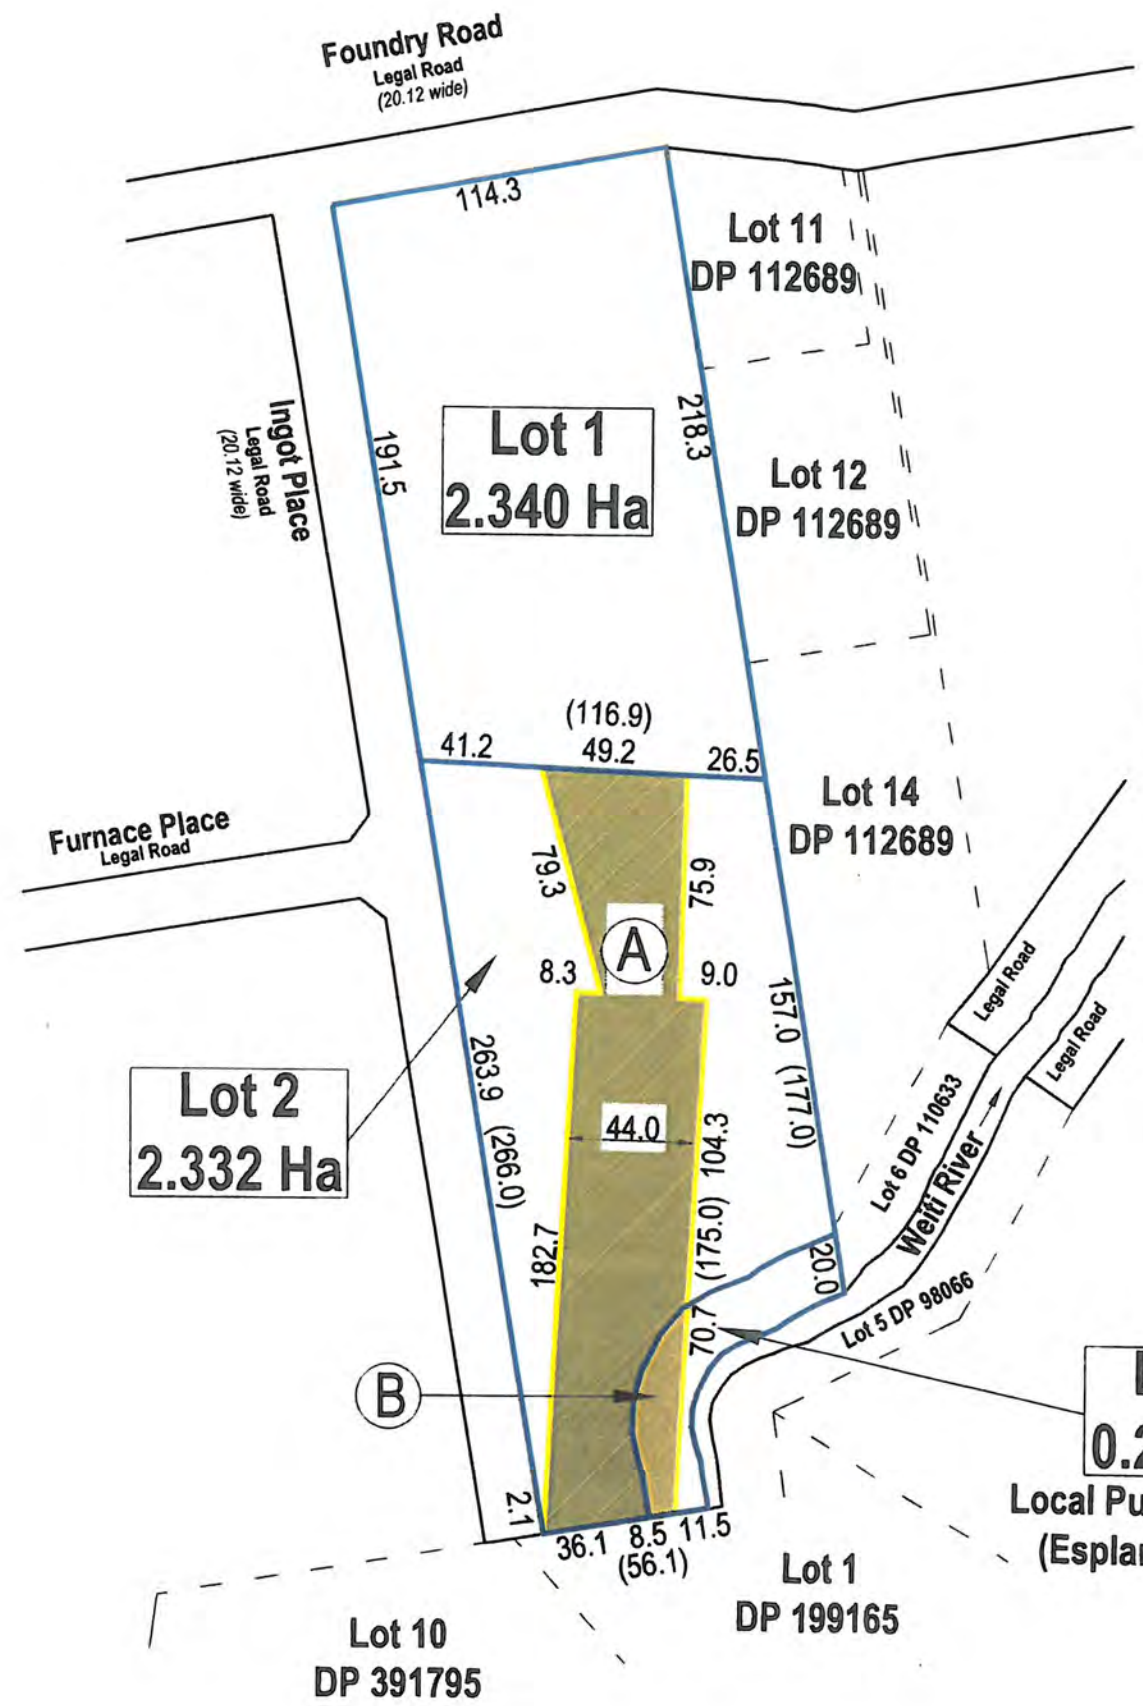 Foundry Road
Legal Road
(20.12 wide)
114.3
Lot 11
DP 112689
Ingot Place
Legal Road
(20.12 wide)
191.5
Lot 1
2.340 Ha
218.3
Lot 12
DP 112689
(116.9)
41.2
49.2
26.5
Lot 14
DP 112689
Furnace Place
Legal Road
79.3
75.9
A
8.3
9.0
Legal Road
Legal Road
157.0 (177.0)
263.9 (266.0)
Lot 2
2.332 Ha
44.0
104.3
(175.0)
70.7
Lot 6 DP 110633
Weiti River
182.7
20.0
Lot 5 DP 98066
B
0.2
Local Pu
(Esplar
2.1
36.1
8.5
11.5
(56.1)
Lot 1
DP 199165
Lot 10
DP 391795